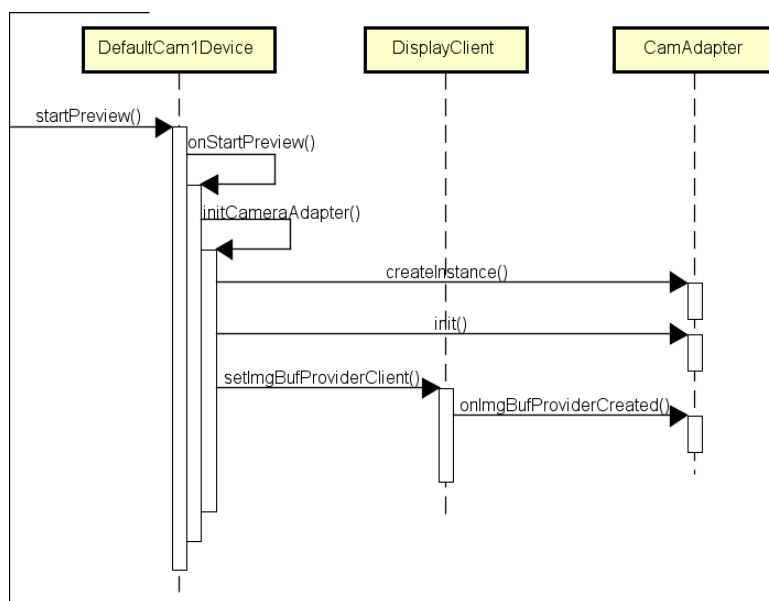 DefaultCam1Device DisplayClient CamAdapter
startPreview()
onStartPreview()
initCameraAdapter()
createInstance()
init()
setImgBufProviderClient()
onImgBufProviderCreated()